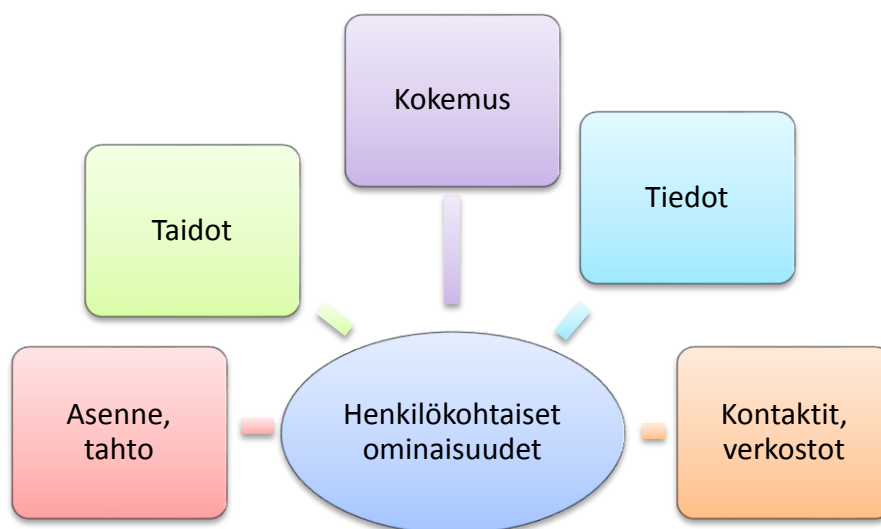 Kokemus
Tiedot
Taidot
Asenne,
tahto
Henkilökohtaiset
ominaisuudet
Kontaktit,
verkostot